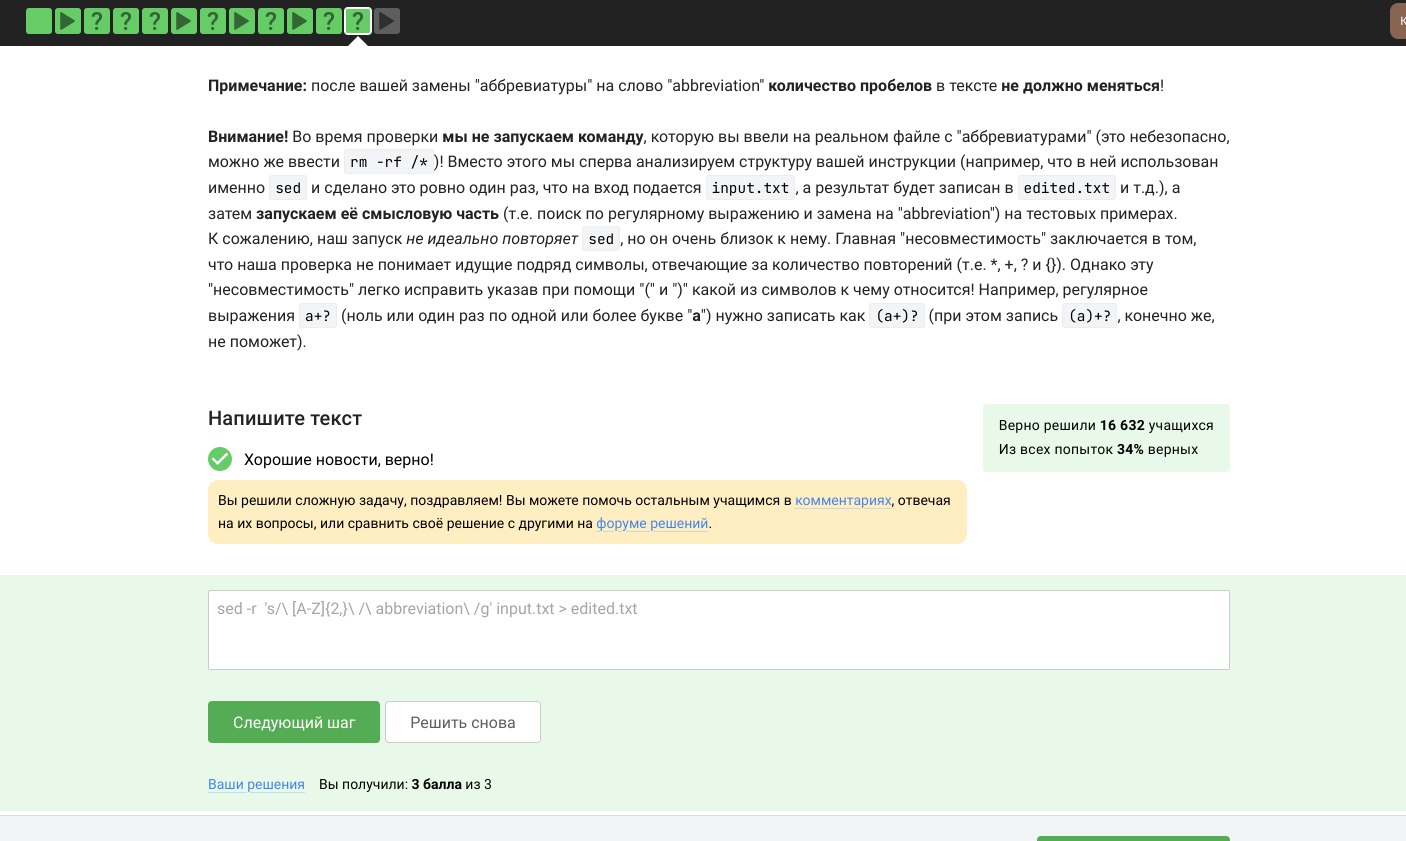 ? ? ? ? ? ? ?
К
Примечание: после вашей замены "аббревиатуры" на слово "abbreviation" количество пробелов в тексте не должно меняться!
Внимание! Во время проверки мы не запускаем команду, которую вы ввели на реальном файле с "аббревиатурами" (это небезопасно,
можно же ввести rm -rf /* )! Вместо этого мы сперва анализируем структуру вашей инструкции (например, что в ней использован
именно sed и сделано это ровно один раз, что на вход подается input.txt, а результат будет записан в edited.txt и т.д.), а
затем запускаем её смысловую часть (т.е. поиск по регулярному выражению и замена на "abbreviation") на тестовых примерах.
К сожалению, наш запуск не идеально повторяет sed, но он очень близок к нему. Главная "несовместимость" заключается в том,
что наша проверка не понимает идущие подряд символы, отвечающие за количество повторений (т.е. *, +, ? и {}). Однако эту
"несовместимость" легко исправить указав при помощи "(" и ")" какой из символов к чему относится! Например, регулярное
выражения a+? (ноль или один раз по одной или более букве "a") нужно записать как (a+)? (при этом запись (a)+?, конечно же,
не поможет).
Напишите текст
Верно решили 16 632 учащихся
Из всех попыток 34% верных
Хорошие новости, верно!
Вы решили сложную задачу, поздравляем! Вы можете помочь остальным учащимся в комментариях, отвечая
на их вопросы, или сравнить своё решение с другими на форуме решений.
sed -r  's/\ [A-Z]{2,}\ /\ abbreviation\ /g' input.txt > edited.txt
Следующий шаг
Решить снова
Ваши решения Вы получили: 3 балла из 3